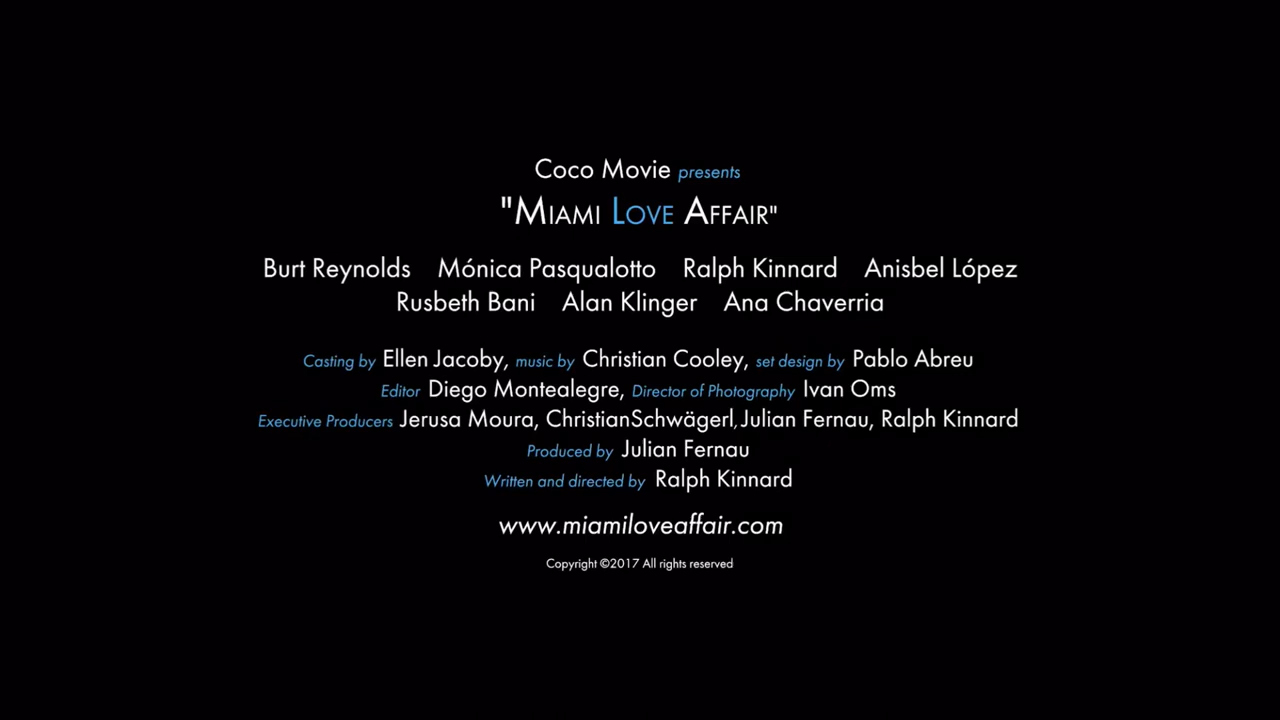 Coco Movie presents
"Miami Love Affair"
Burt Reynolds Mónica Pasqualotto Ralph Kinnard Anisbel López
Rusbeth Bani Alan Klinger Ana Chaverria
Casting by Ellen Jacoby, music by Christian Cooley, set design by Pablo Abreu
Editor Diego Montealegre, Director of Photography Ivan Oms
Executive Producers Jerusa Moura, ChristianSchwägerl, Julian Fernau, Ralph Kinnard
Produced by Julian Fernau
Written and directed by Ralph Kinnard
www.miamiloveaffair.com
Copyright ©2017 All rights reserved